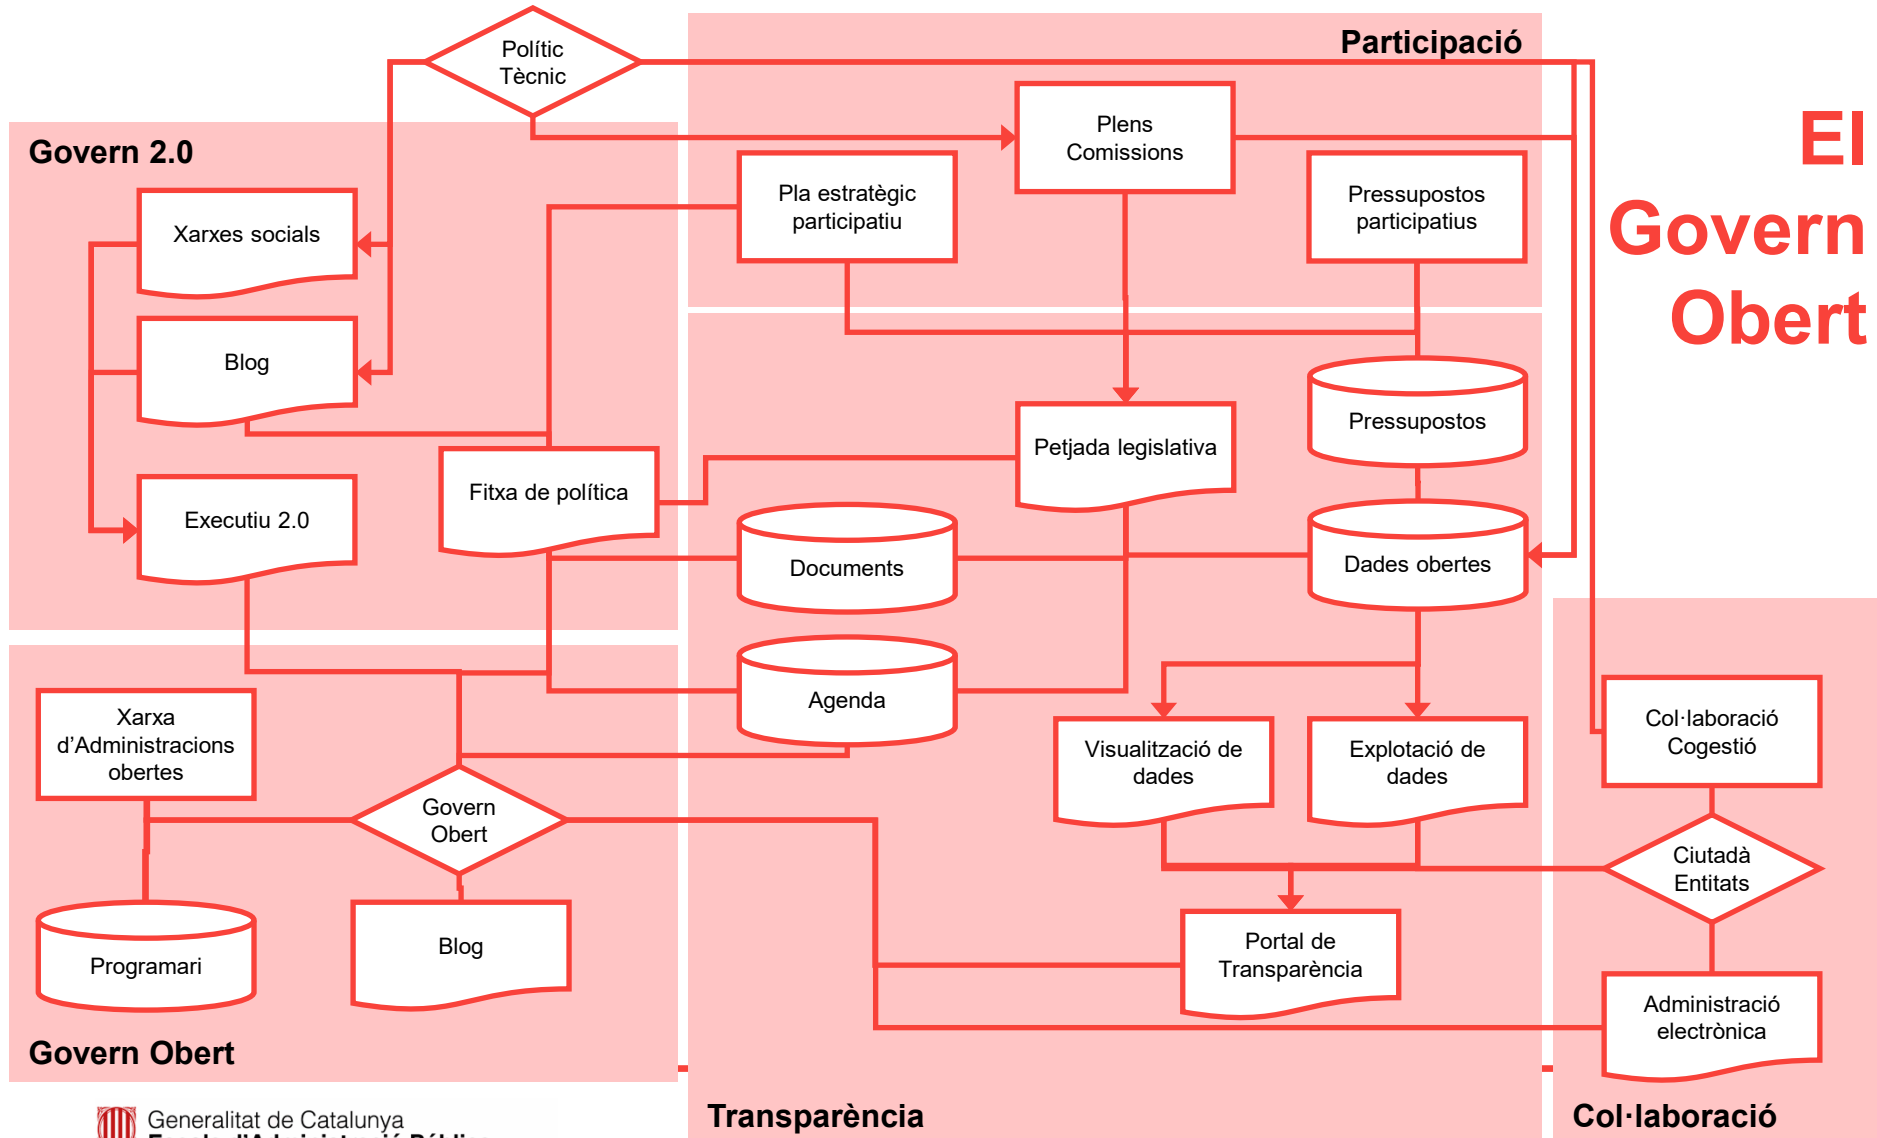 Polític
Tècnic
Participació
El
Govern
Obert
Plens
Comissions
Govern 2.0
Pla estratègic
participatiu
Pressupostos
participatius
Xarxes socials
Blog
Pressupostos
Petjada legislativa
Fitxa de política
Executiu 2.0
Documents
Dades obertes
Agenda
Xarxa
d'Administracions
obertes
Visualització de
dades
Explotació de
dades
Col·laboració
Cogestió
Govern
Obert
Ciutadà
Entitats
Programari
Blog
Portal de
Transparència
Administració
electrònica
Govern Obert
Transparència
Col·laboració
Generalitat de Catalunya
Escola d'Administració Pública